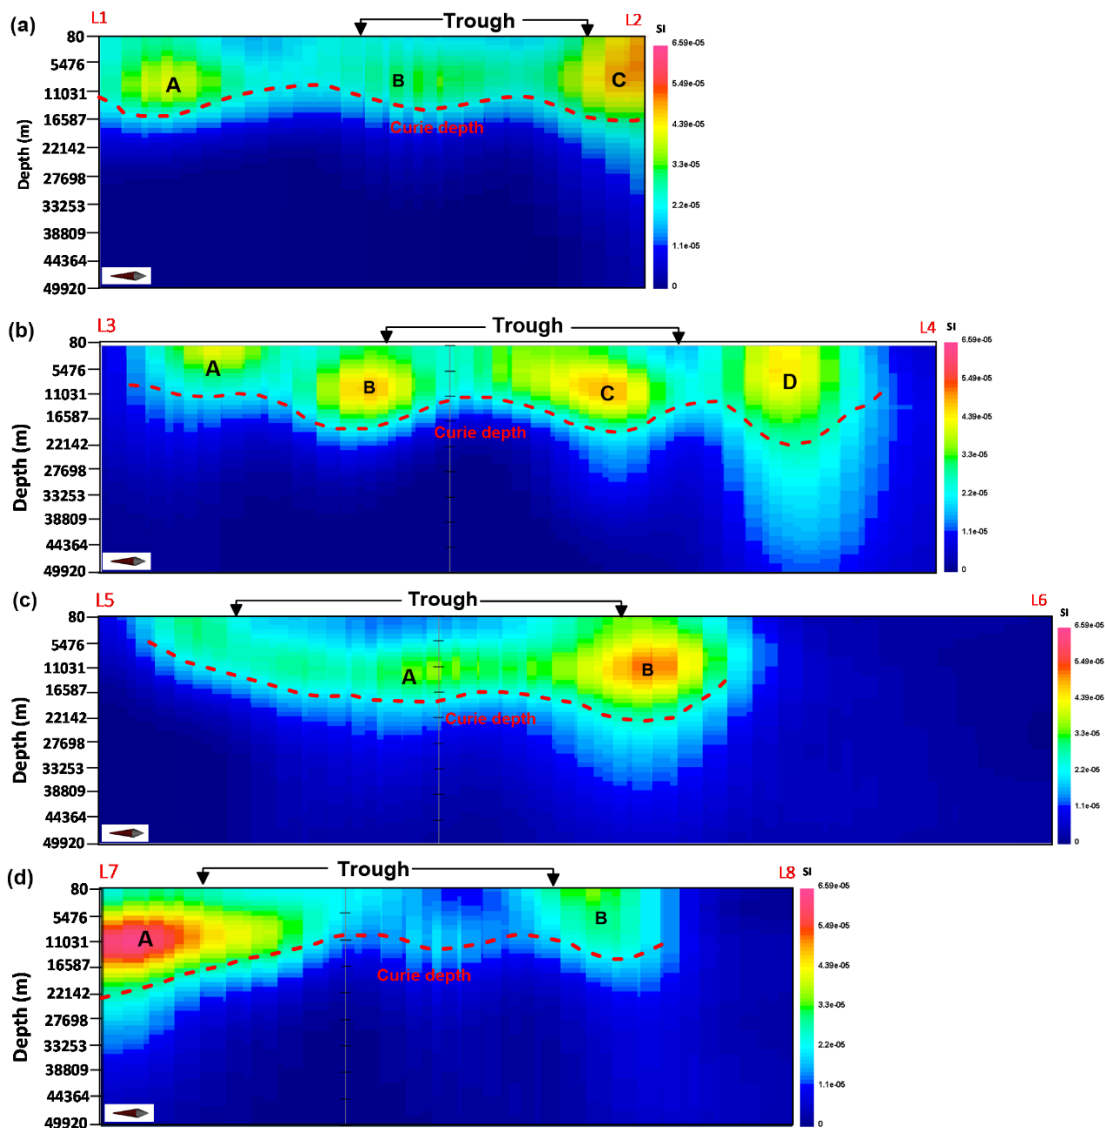 (a)
L1
Trough
L2
SI
80
5476
11031
16587
22142
27698
33253
38809
44364
49920
Depth (m)
A
B
C
Curie depth
6.59e-05
5.49e-05
4.39e-05
3.3e-05
2.2e-05
1.1e-05
0
(b)
L3
Trough
L4
SI
80
5476
11031
16587
22142
27698
33253
38809
44364
49920
Depth (m)
A
B
C
D
Curie depth
6.59e-05
5.49e-05
4.39e-05
3.3e-05
2.2e-05
1.1e-05
0
(c)
L5
Trough
L6
SI
80
5476
11031
16587
22142
27698
33253
38809
44364
49920
Depth (m)
A
B
Curie depth
6.59e-05
5.49e-05
4.39e-05
3.3e-05
2.2e-05
1.1e-05
0
(d)
L7
Trough
L8
SI
80
5476
11031
16587
22142
27698
33253
38809
44364
49920
Depth (m)
A
B
Curie depth
6.59e-05
5.49e-05
4.39e-05
3.3e-05
2.2e-05
1.1e-05
0